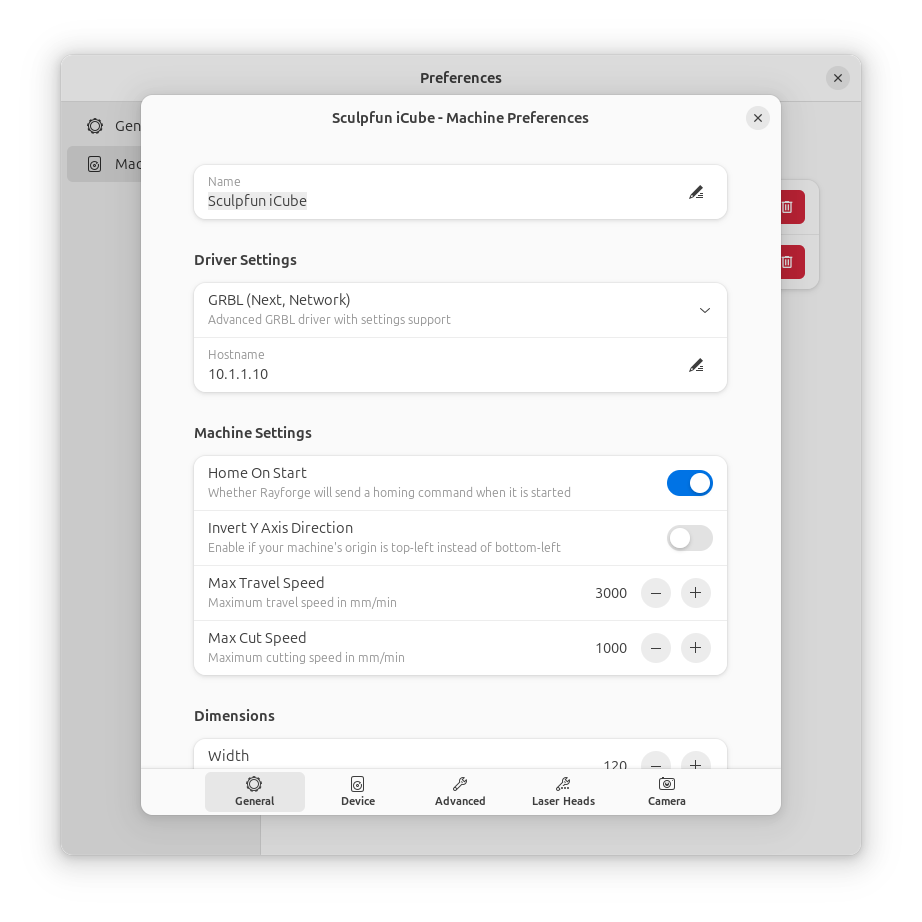 Preferences
Gen
Mac
Sculpfun iCube - Machine Preferences
Name
Sculpfun iCube
Driver Settings
GRBL (Next, Network)
Advanced GRBL driver with settings support
Hostname
10.1.1.10
Machine Settings
Home On Start
Whether Rayforge will send a homing command when it is started
Invert Y Axis Direction
Enable if your machine's origin is top-left instead of bottom-left
Max Travel Speed
Maximum travel speed in mm/min
3000
Max Cut Speed
Maximum cutting speed in mm/min
1000
Dimensions
Width
120
General
Device
Advanced
Laser Heads
Camera